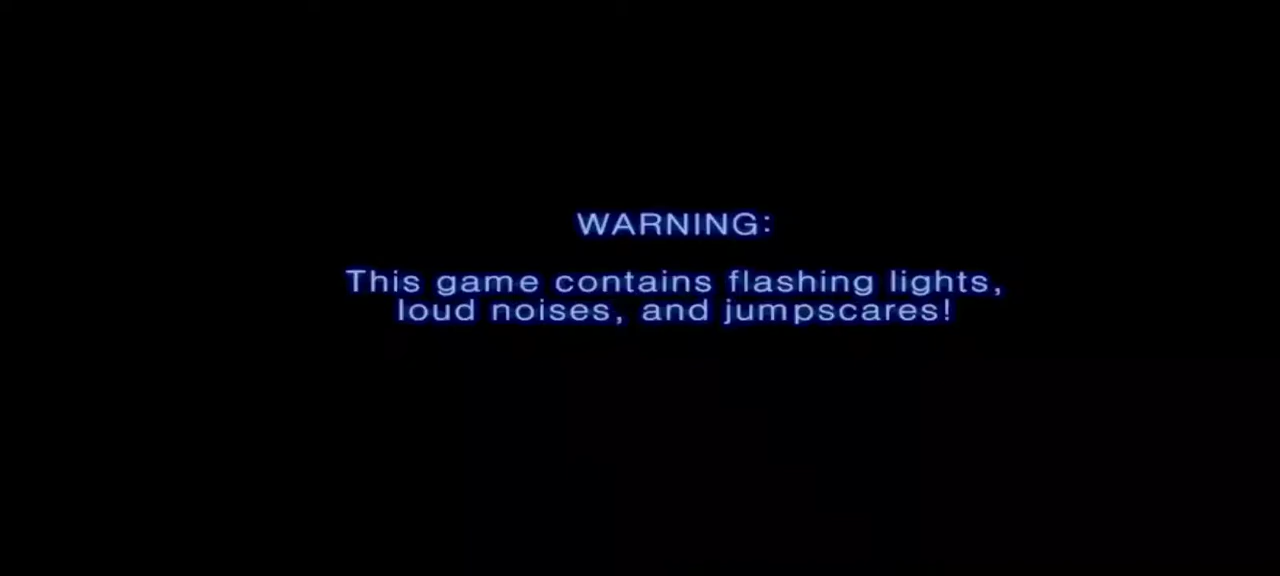 WARNING:
This game contains flashing lights,
loud noises, and jumpscares!